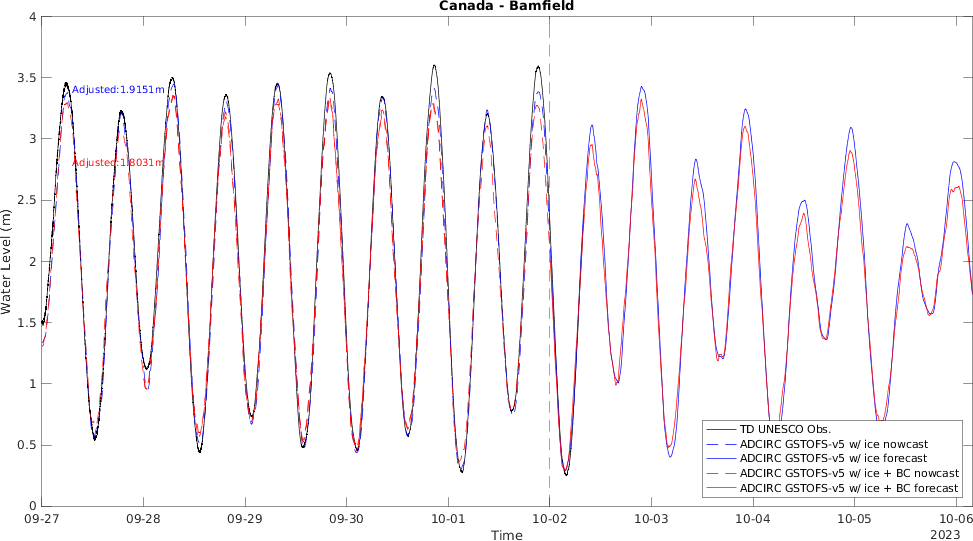 Canada - Bamfield
4
3.5
3
2.5
2
1.5
1
0.5
0
Water Level (m)
Adjusted:1.9151m
Adjusted:1.8031m
TD UNESCO Obs.
ADCIRC GSTOFS-v5 w/ ice nowcast
ADCIRC GSTOFS-v5 w/ ice forecast
ADCIRC GSTOFS-v5 w/ ice + BC nowcast
ADCIRC GSTOFS-v5 w/ ice + BC forecast
09-27 09-28 09-29 09-30 10-01 10-02 10-03 10-04 10-05 10-06
Time 2023